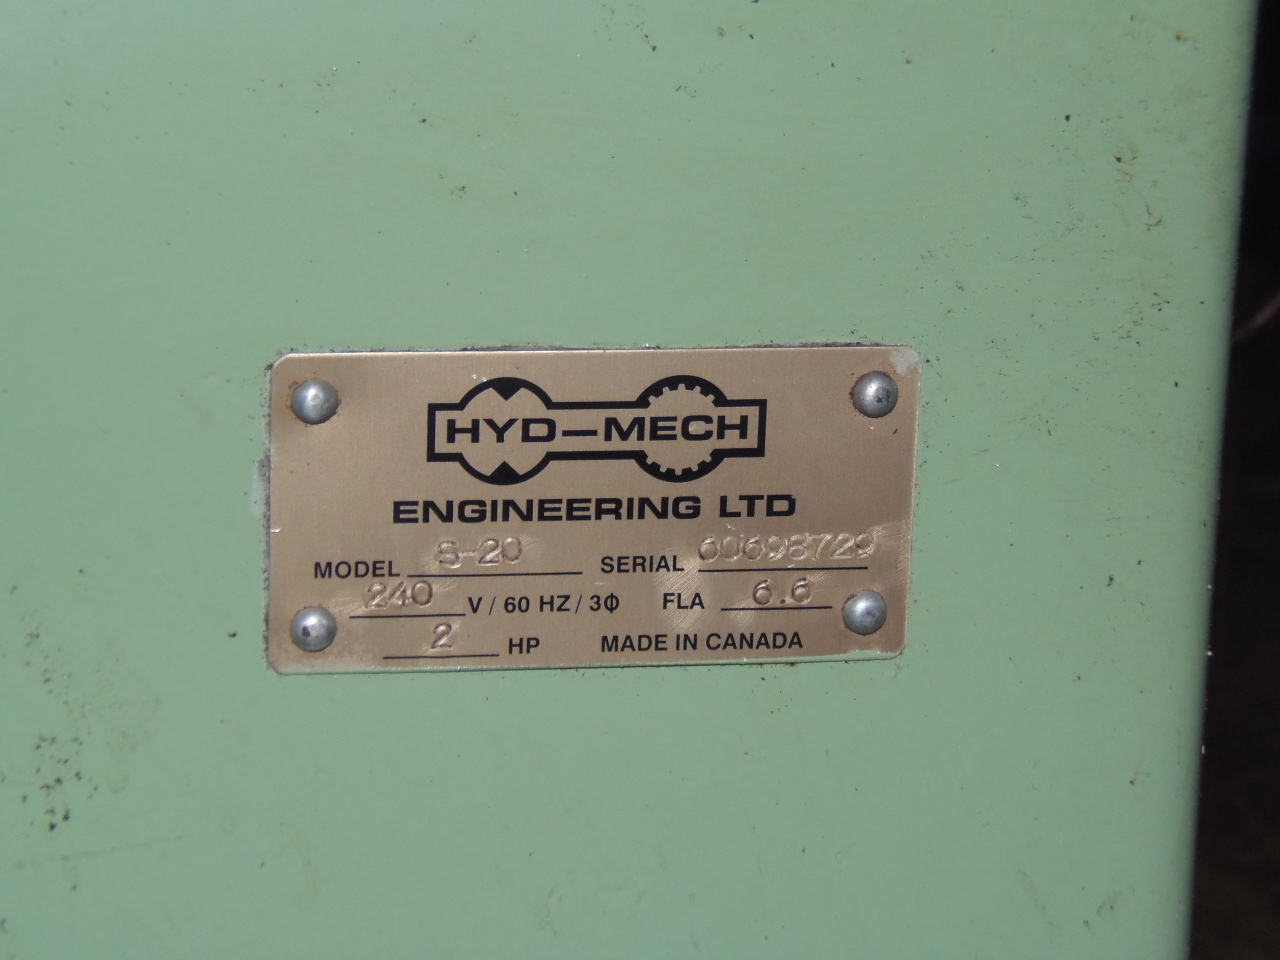 HYD-MECH
ENGINEERING LTD
MODEL S-20 SERIAL 60698729
240 V / 60 HZ / 3Φ FLA 6.6
2 HP MADE IN CANADA